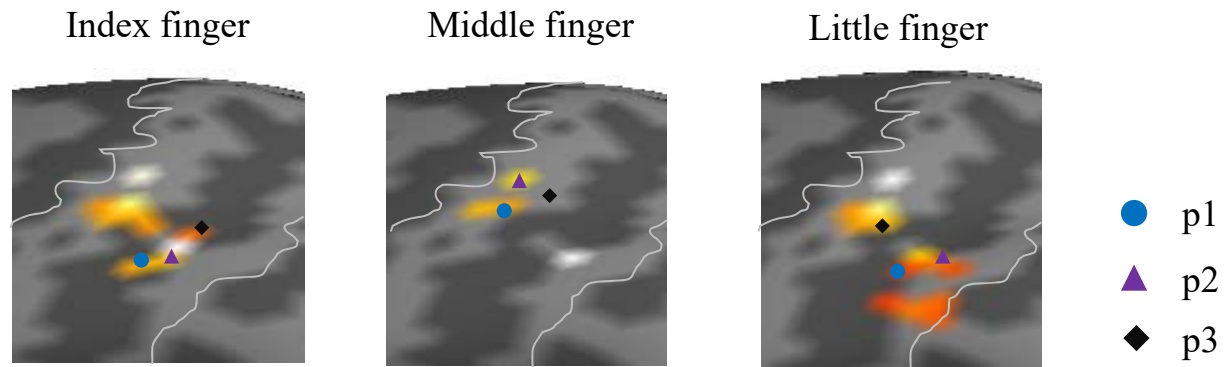 Index finger
Middle finger
Little finger
p1
p2
p3